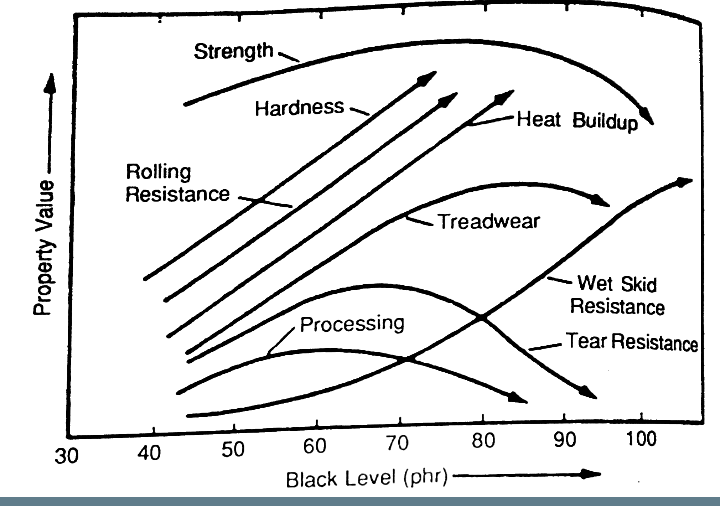 Strength
Hardness
Heat Buildup
Rolling
Resistance
Property Value
Treadwear
Wet Skid
Resistance
Processing
Tear Resistance
30 40 50 60 70 80 90 100
Black Level (phr)